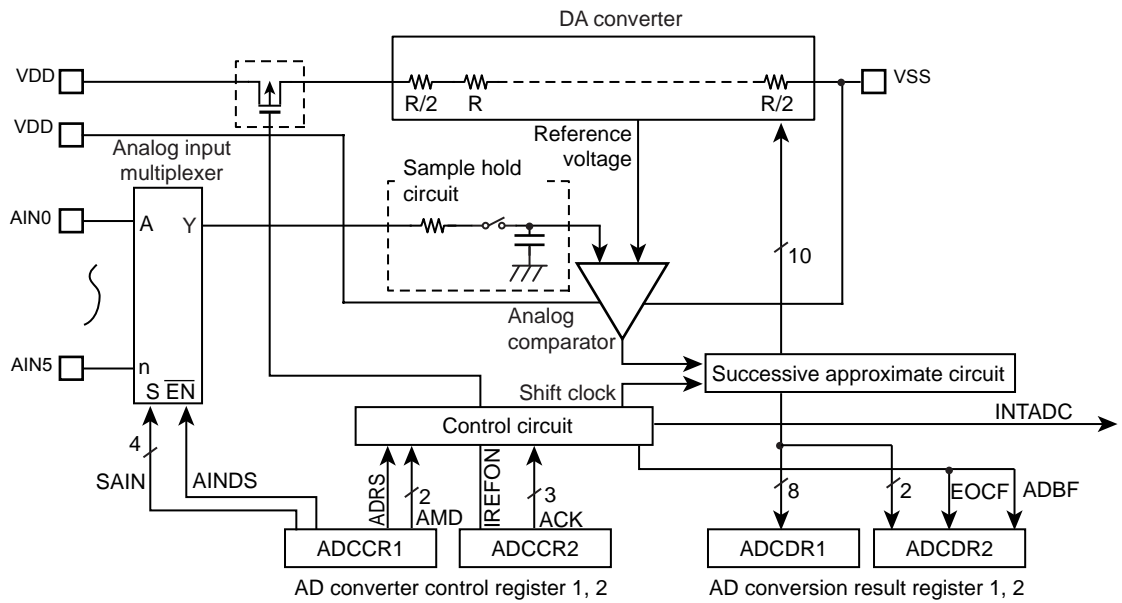 DA converter
VDD
VSS
R/2
R
R/2
VDD
Reference
voltage
Analog input
multiplexer
Sample hold
circuit
AIN0
A
Y
10
Analog
comparator
AIN5
n
S EN
Successive approximate circuit
Shift clock
INTADC
Control circuit
4
SAIN
AINDS
ADRS
2
AMD
IREFON
3
ACK
8
2
EOCF
ADBF
ADCCR1
ADCCR2
ADCDR1
ADCDR2
AD converter control register 1, 2
AD conversion result register 1, 2